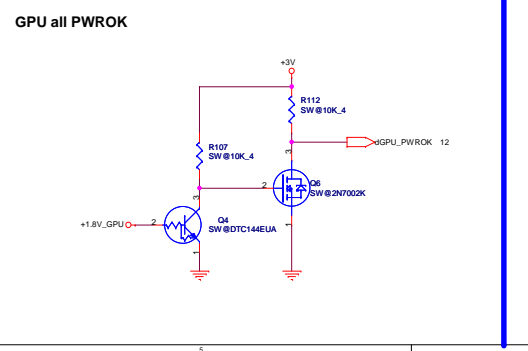 GPU all PWROK
+3V
R112
SW@10K_4
dGPU_PWROK 12
R107
SW@10K_4
3
2
Q6
SW@2N7002K
3
+1.8V_GPU
2
Q4
SW@DTC144EUA
1
1
5